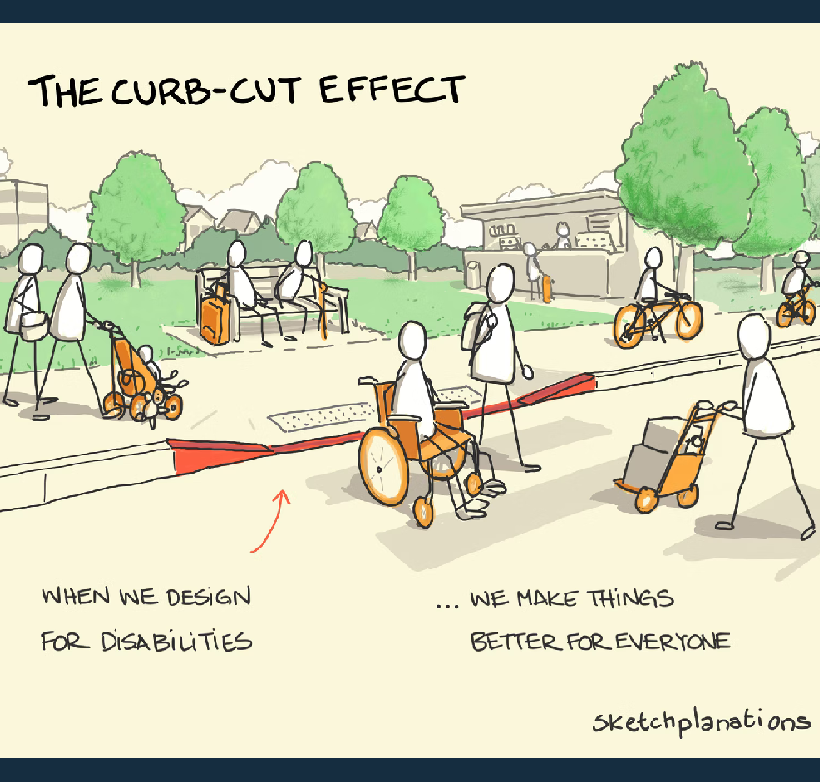 THE CURB-CUT EFFECT
WHEN WE DESIGN
FOR DISABILITIES
... WE MAKE THINGS
BETTER FOR EVERYONE
sketchplanations